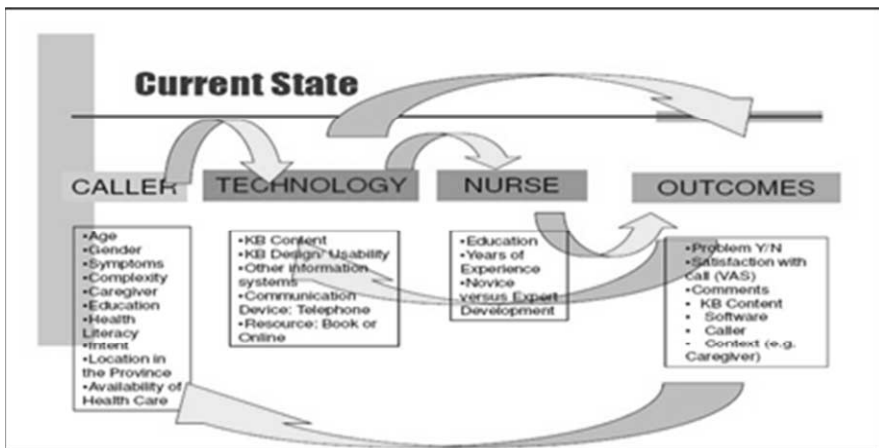 Current State
CALLER
TECHNOLOGY
NURSE
OUTCOMES
•Age
•Gender
•Symptoms
•Complexity
•Caregiver
•Education
•Health
Literacy
•Intent
•Location in
the Province
•Availability of
Health Care
•KB Content
•KB Design/ Usability
•Other information
systems
•Communication
Device: Telephone
•Resource: Book or
Online
•Education
•Years of
Experience
•Novice
versus Expert
Development
•Problem Y/N
•Satisfaction with
call (VAS)
•Comments
• KB Content
• Software
• Caller
- Context (e.g.
Caregiver)